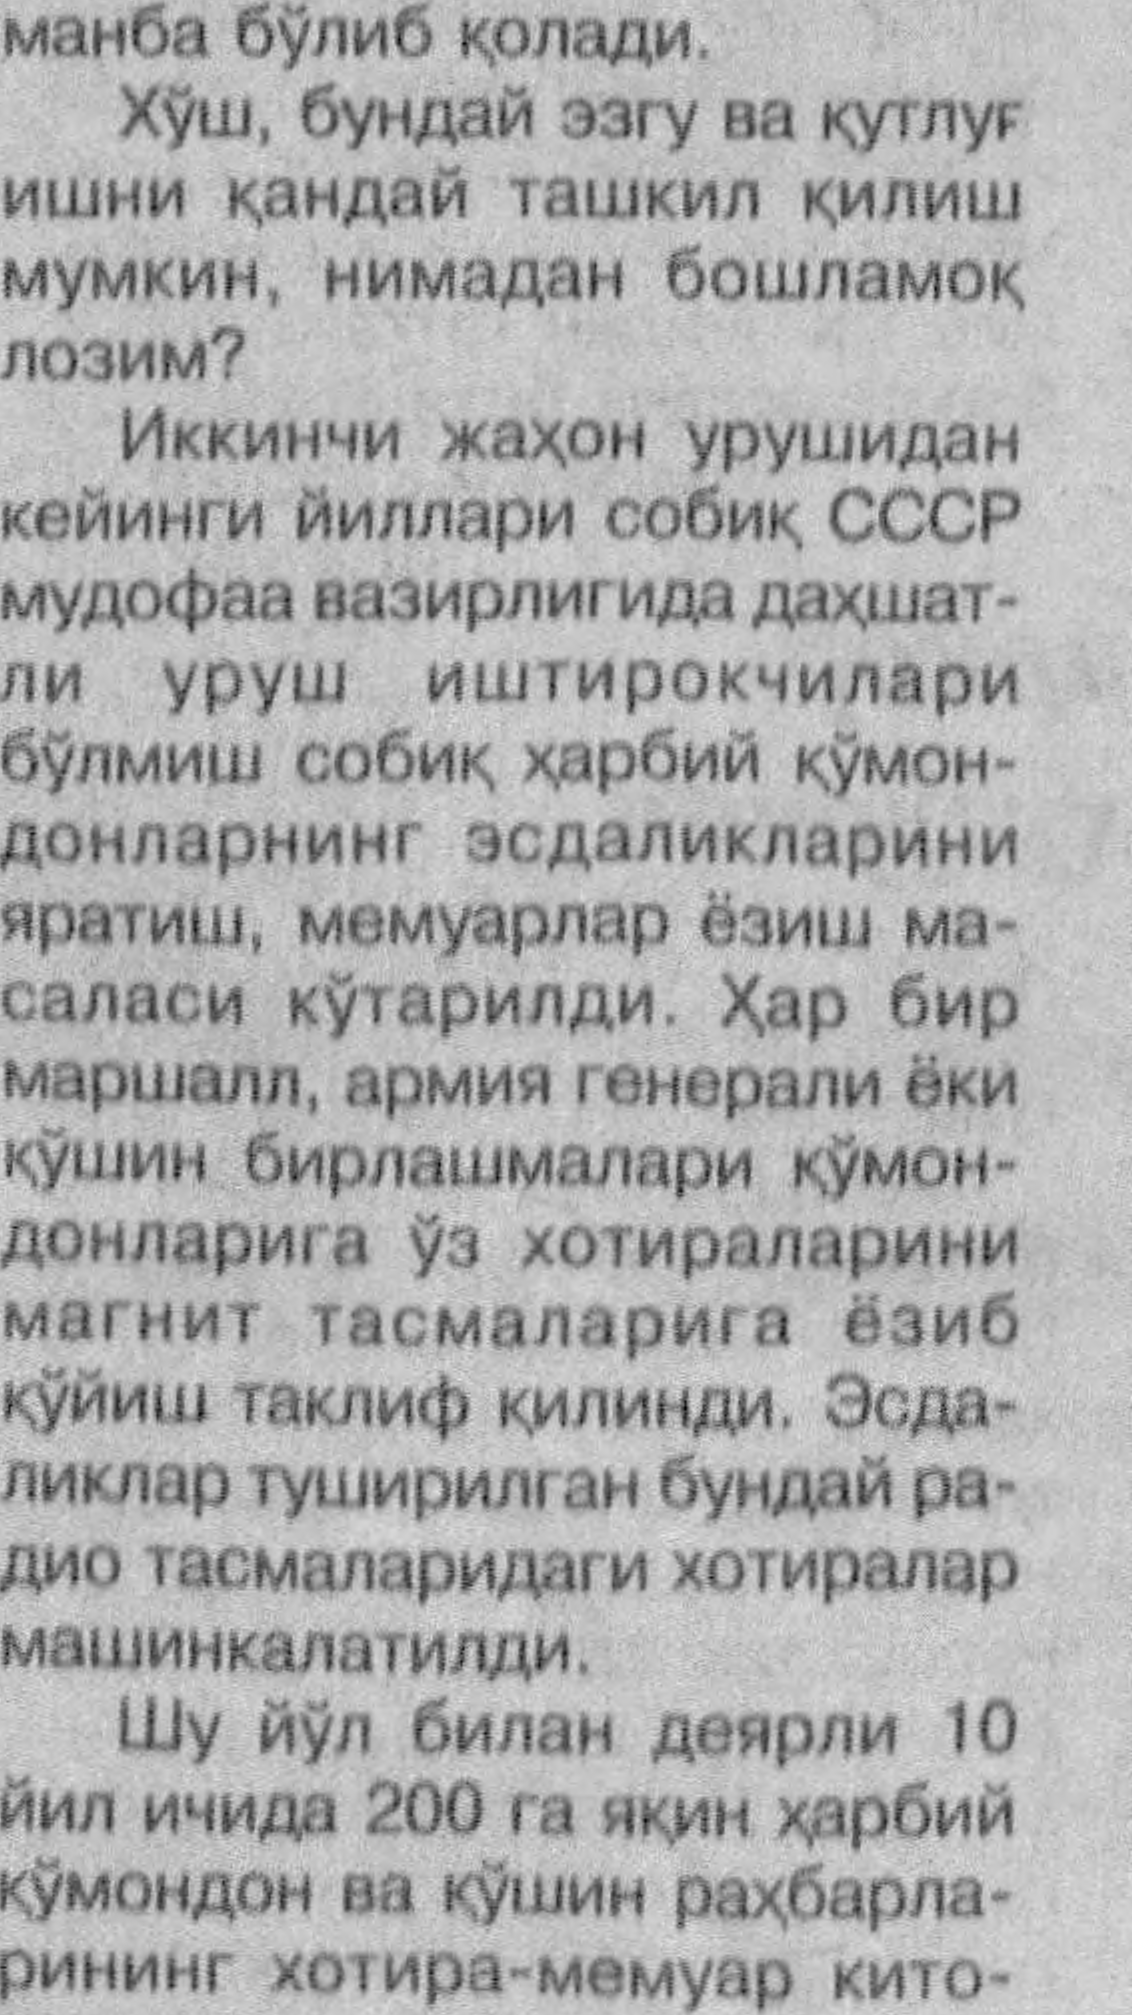 манба бўлиб қолади.
Хўш, бундай эзгу ва қутлуғ
ишни қандай ташкил қилиш
мумкин, нимадан бошламоқ
лозим?
Иккинчи жаҳон урушидан
кейинги йиллари собиқ СССР
мудофаа вазирлигида даҳшат-
ли уруш иштирокчилари
бўлмиш собиқ ҳарбий қўмон-
донларнинг эсдаликларини
яратиш, мемуарлар ёзиш ма-
саласи кўтарилди. Ҳар бир
маршалл, армия генерали ёки
қўшин бирлашмалари қўмон-
донларига ўз хотираларини
магнит тасмаларига ёзиб
қўйиш таклиф қилинди. Эсда-
ликлар туширилган бундай ра-
дио тасмаларидаги хотиралар
машинкалатилди.
Шу йўл билан деярли 10
йил ичида 200 га яқин ҳарбий
қўмондон ва қўшин раҳбарла-
рининг хотира-мемуар кито-